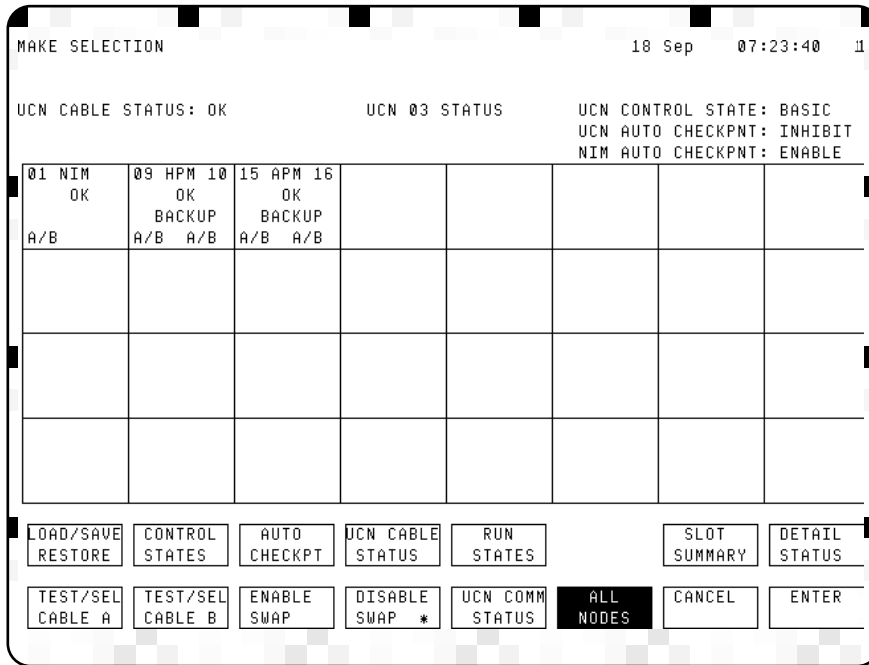 MAKE SELECTION 18 Sep 07:23:40 11
UCN CABLE STATUS: OK UCN 03 STATUS UCN CONTROL STATE: BASIC
UCN AUTO CHECKPNT: INHIBIT
NIM AUTO CHECKPNT: ENABLE
01 NIM 09 HPM 10 15 APM 16
OK OK OK
BACKUP BACKUP
A/B A/B A/B A/B A/B
LOAD/SAVE CONTROL AUTO UCN CABLE RUN SLOT DETAIL
RESTORE STATES CHECKPT STATUS STATES SUMMARY STATUS
TEST/SEL TEST/SEL ENABLE DISABLE UCN COMM ALL CANCEL ENTER
CABLE A CABLE B SWAP SWAP * STATUS NODES